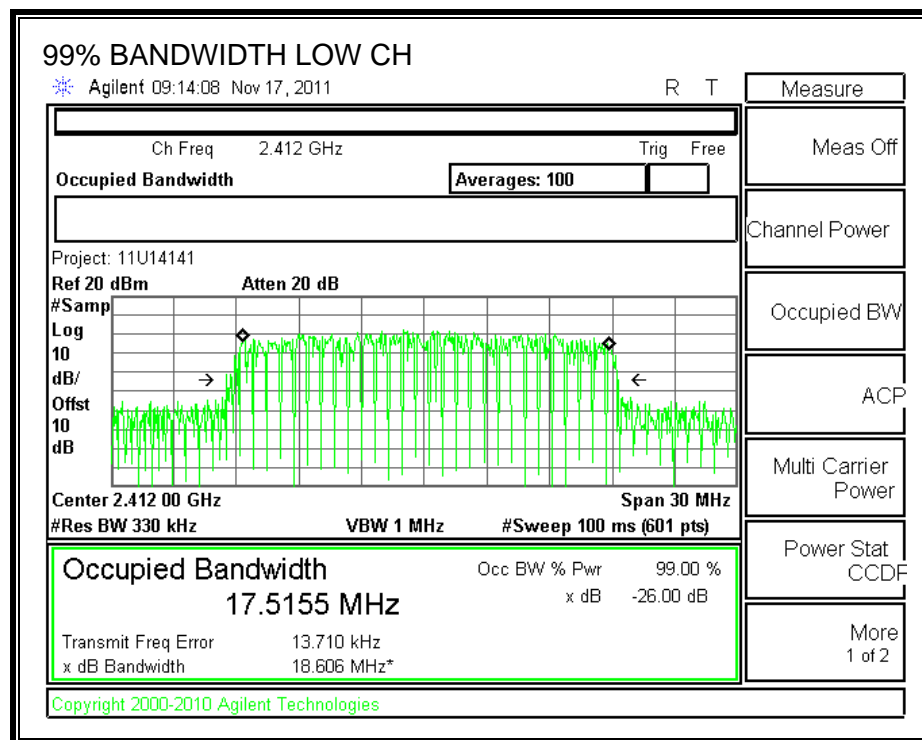 99% BANDWIDTH LOW CH
Agilent 09:14:08 Nov 17, 2011 R T
Measure
Ch Freq 2.412 GHz Trig Free
Meas Off
Occupied Bandwidth Averages: 100
Channel Power
Project: 11U14141
Ref 20 dBm Atten 20 dB
#Samp
Log
10
dB/
Offst
10
dB
Occupied BW
ACP
Center 2.412 00 GHz Span 30 MHz
#Res BW 330 kHz VBW 1 MHz #Sweep 100 ms (601 pts)
Multi Carrier
Power
Occupied Bandwidth Occ BW % Pwr 99.00 %
17.5155 MHz x dB -26.00 dB
Transmit Freq Error 13.710 kHz
x dB Bandwidth 18.606 MHz*
Power Stat
CCDF
More
1 of 2
Copyright 2000-2010 Agilent Technologies